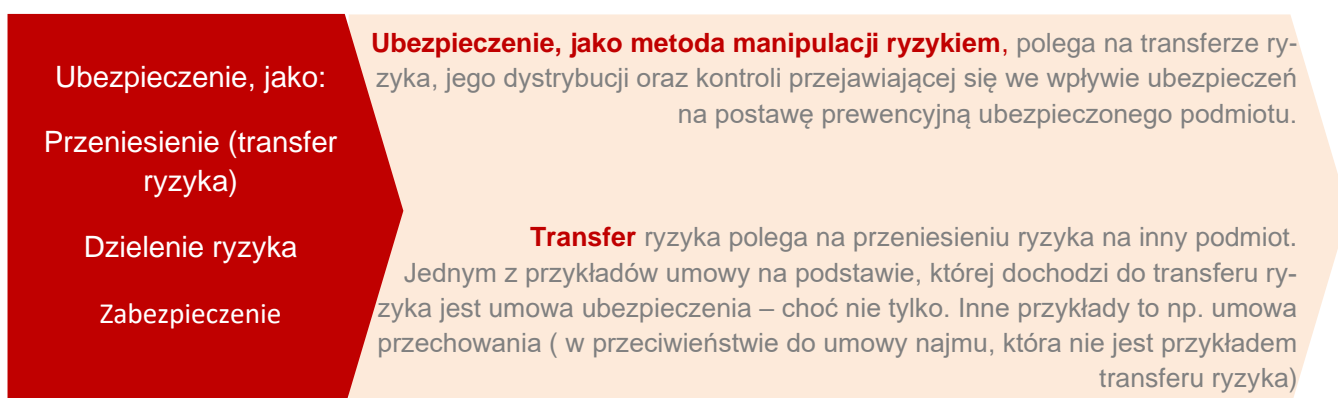 Ubezpieczenie, jako:
Przeniesienie (transfer
ryzyka)
Dzielenie ryzyka
Zabezpieczenie
Ubezpieczenie, jako metoda manipulacji ryzykiem, polega na transferze ry-
zyka, jego dystrybucji oraz kontroli przejawiającej się we wpływie ubezpieczeń
na postawę prewencyjną ubezpieczonego podmiotu.
Transfer ryzyka polega na przeniesieniu ryzyka na inny podmiot.
Jednym z przykładów umowy na podstawie, której dochodzi do transferu ry-
zyka jest umowa ubezpieczenia – choć nie tylko. Inne przykłady to np. umowa
przechowania ( w przeciwieństwie do umowy najmu, która nie jest przykładem
transferu ryzyka)